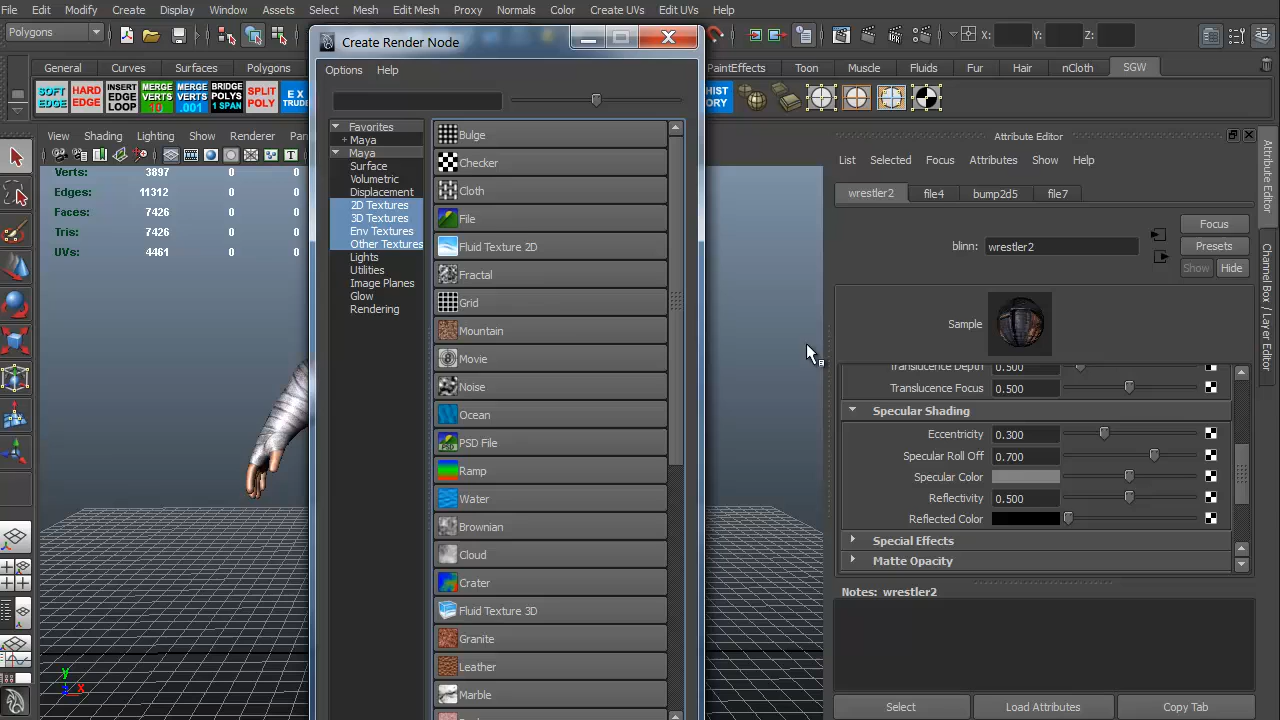 File Edit Modify Create Display Window Assets Select Mesh Edit Mesh Proxy Normals Color Create UVs Edit UVs Help
Polygons
X: Y: Z:
General Curves Surfaces Polygons PaintEffects Toon Muscle Fluids Fur Hair nCloth SGW
SOFT EDGE HARD EDGE INSERT EDGE LOOP MERGE VERTS 10 MERGE VERTS .001 BRIDGE POLYS 1 SPAN SPLIT POLY EX TRUDE HIST ORY
View Shading Lighting Show Renderer
Verts: 3897 0 0
Edges: 11312 0 0
Faces: 7426 0 0
Tris: 7426 0 0
UVs: 4461 0 0
y
x
Create Render Node
Options Help
Favorites
Maya
Maya
Surface
Volumetric
Displacement
2D Textures
3D Textures
Env Textures
Other Textures
Lights
Utilities
Image Planes
Glow
Rendering
Bulge
Checker
Cloth
File
Fluid Texture 2D
Fractal
Grid
Mountain
Movie
Noise
Ocean
PSD File
Ramp
Water
Brownian
Cloud
Crater
Fluid Texture 3D
Granite
Leather
Marble
Attribute Editor
List Selected Focus Attributes Show Help
wrestler2 file4 bump2d5 file7
Focus
blinn: wrestler2 Presets
Show Hide
Sample
Translucence Depth 0.500
Translucence Focus 0.500
Specular Shading
Eccentricity 0.300
Specular Roll Off 0.700
Specular Color
Reflectivity 0.500
Reflected Color
Special Effects
Matte Opacity
Notes: wrestler2
Select Load Attributes Copy Tab
Attribute Editor
Channel Box / Layer Editor